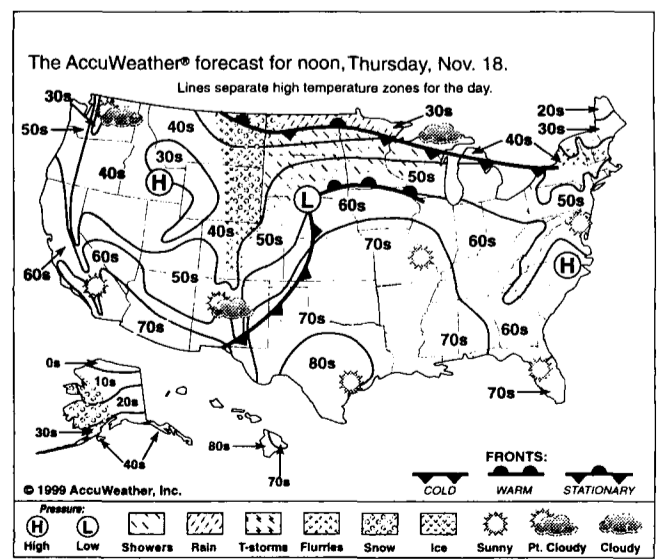 The AccuWeather® forecast for noon, Thursday, Nov. 18.
Lines separate high temperature zones for the day.
30s
50s
40s
30s
H
40s
40s
30s
40s
20s
30s
50s
L
60s
50s
50s
60s
H
60s
60s
50s
70s
70s
70s
80s
70s
60s
70s
0s
10s
20s
30s
40s
80s
70s
© 1999 AccuWeather, Inc.
FRONTS:
COLD WARM STATIONARY
Pressure:
H L
High Low Showers Rain T-storms Flurries Snow Ice Sunny Pt. Cloudy Cloudy